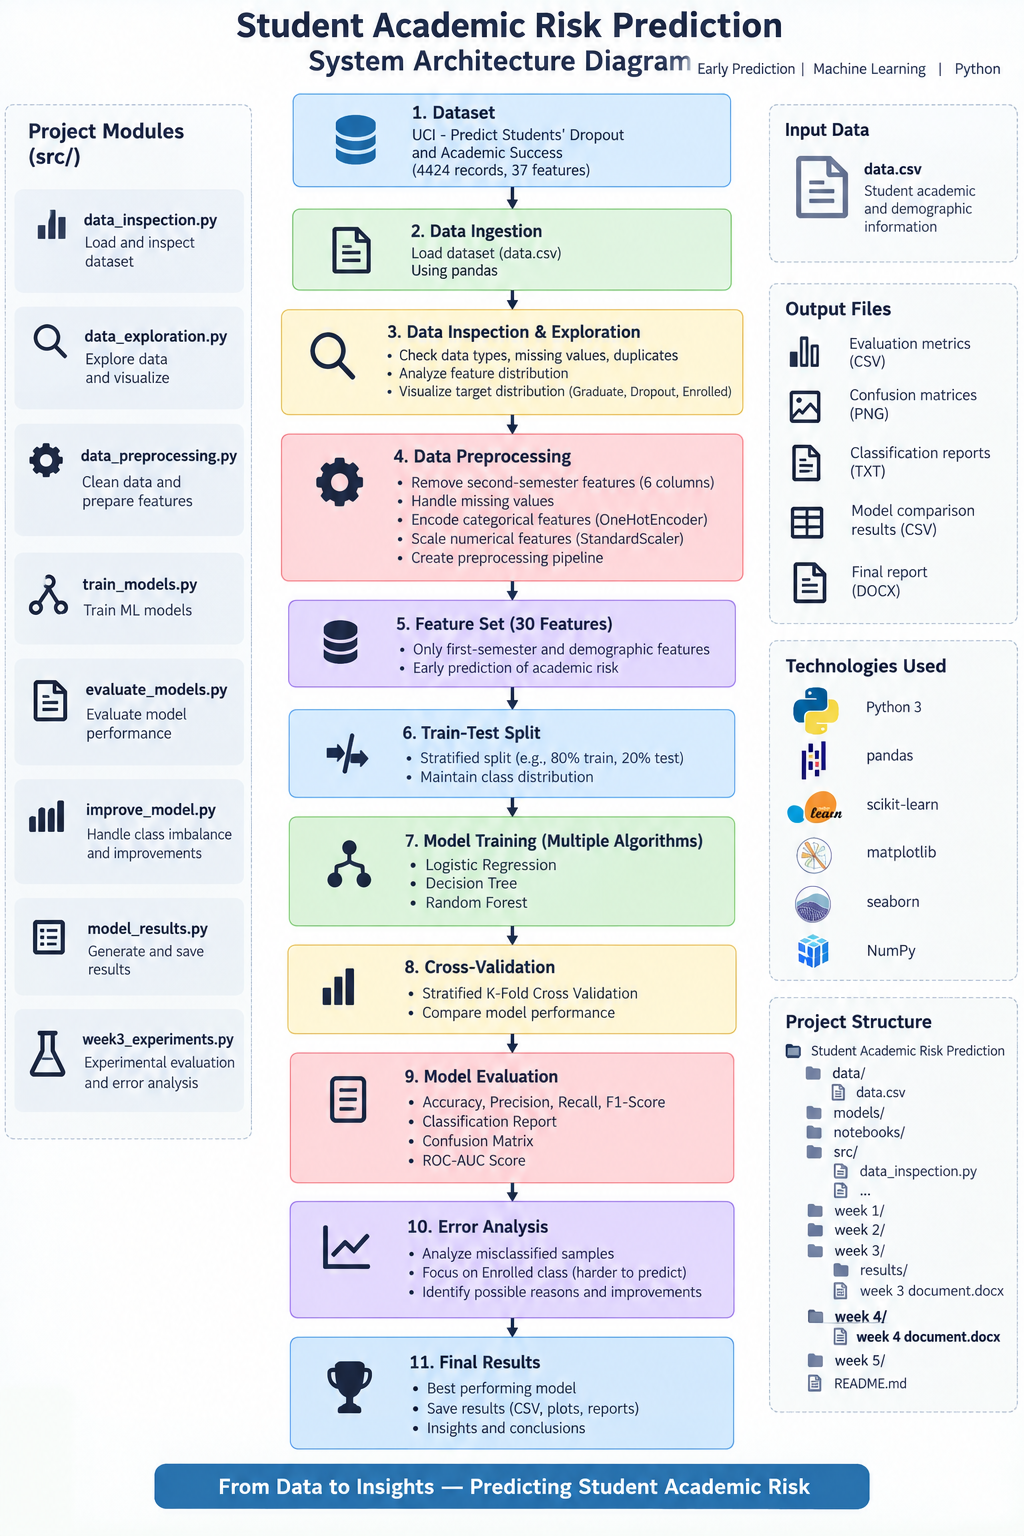 Student Academic Risk Prediction
System Architecture Diagram
Early Prediction | Machine Learning | Python
Project Modules
(src/)
data_inspection.py
Load and inspect
dataset
data_exploration.py
Explore data
and visualize
data_preprocessing.py
Clean data and
prepare features
train_models.py
Train ML models
evaluate_models.py
Evaluate model
performance
improve_model.py
Handle class imbalance
and improvements
model_results.py
Generate and save
results
week3_experiments.py
Experimental evaluation
and error analysis
1. Dataset
UCI - Predict Students' Dropout
and Academic Success
(4424 records, 37 features)
2. Data Ingestion
Load dataset (data.csv)
Using pandas
3. Data Inspection & Exploration
• Check data types, missing values, duplicates
• Analyze feature distribution
• Visualize target distribution (Graduate, Dropout, Enrolled)
4. Data Preprocessing
• Remove second-semester features (6 columns)
• Handle missing values
• Encode categorical features (OneHotEncoder)
• Scale numerical features (StandardScaler)
• Create preprocessing pipeline
5. Feature Set (30 Features)
• Only first-semester and demographic features
• Early prediction of academic risk
6. Train-Test Split
• Stratified split (e.g., 80% train, 20% test)
• Maintain class distribution
7. Model Training (Multiple Algorithms)
• Logistic Regression
• Decision Tree
• Random Forest
8. Cross-Validation
• Stratified K-Fold Cross Validation
• Compare model performance
9. Model Evaluation
• Accuracy, Precision, Recall, F1-Score
• Classification Report
• Confusion Matrix
• ROC-AUC Score
10. Error Analysis
• Analyze misclassified samples
• Focus on Enrolled class (harder to predict)
• Identify possible reasons and improvements
11. Final Results
• Best performing model
• Save results (CSV, plots, reports)
• Insights and conclusions
Input Data
data.csv
Student academic
and demographic
information
Output Files
Evaluation metrics
(CSV)
Confusion matrices
(PNG)
Classification reports
(TXT)
Model comparison
results (CSV)
Final report
(DOCX)
Technologies Used
Python 3
pandas
learn
scikit-learn
matplotlib
seaborn
NumPy
Project Structure
Student Academic Risk Prediction
data/
data.csv
models/
notebooks/
src/
data_inspection.py
...
week 1/
week 2/
week 3/
results/
week 3 document.docx
week 4/
week 4 document.docx
week 5/
README.md
From Data to Insights — Predicting Student Academic Risk